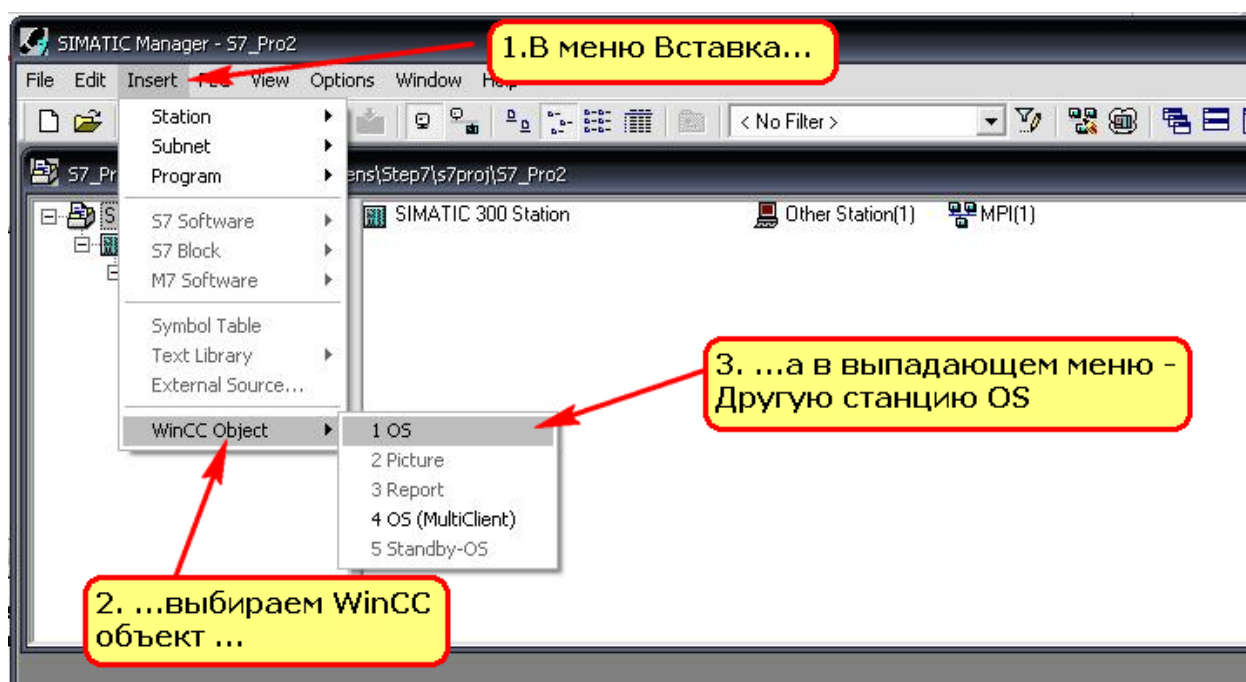 SIMATIC Manager - S7_Pro2
1.В меню Вставка...
File Edit Insert PLC View Options Window Help
< No Filter >
Station
Subnet
Program
S7 Software
S7 Block
M7 Software
Symbol Table
Text Library
External Source...
WinCC Object
S7_Pr
ens\Step7\s7proj\S7_Pro2
S
SIMATIC 300 Station
Other Station(1)
MPI(1)
3. ...а в выпадающем меню -
Другую станцию OS
1 OS
2 Picture
3 Report
4 OS (MultiClient)
5 Standby-OS
2. ...выбираем WinCC
объект ...